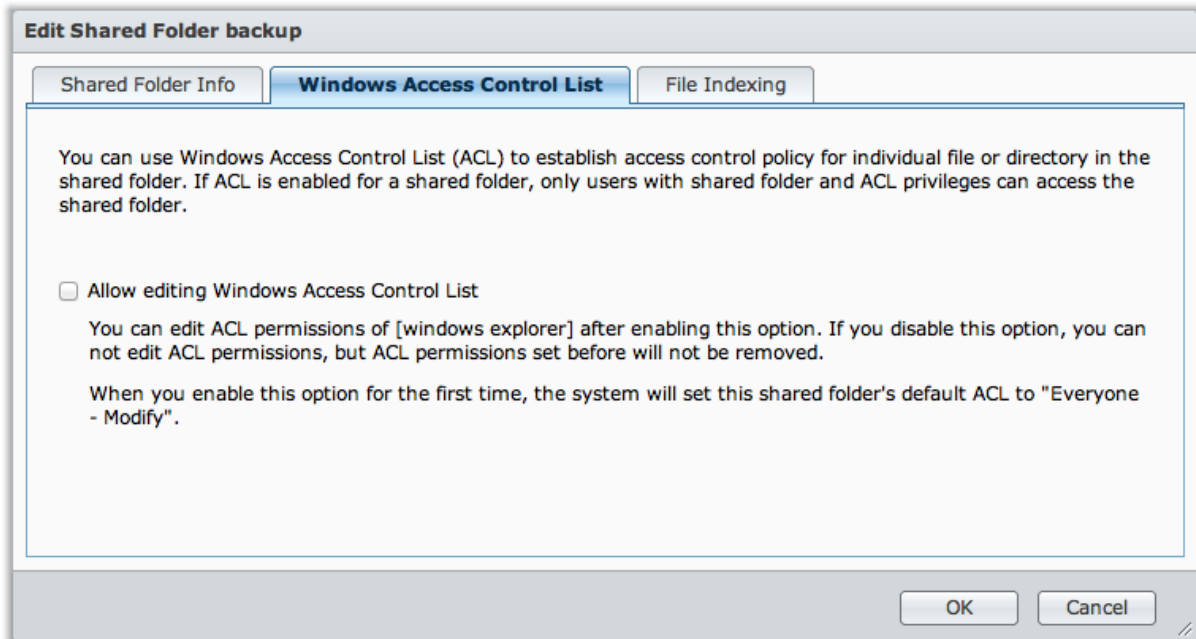 Edit Shared Folder backup
Shared Folder Info
Windows Access Control List
File Indexing
You can use Windows Access Control List (ACL) to establish access control policy for individual file or directory in the
shared folder. If ACL is enabled for a shared folder, only users with shared folder and ACL privileges can access the
shared folder.
Allow editing Windows Access Control List
You can edit ACL permissions of [windows explorer] after enabling this option. If you disable this option, you can
not edit ACL permissions, but ACL permissions set before will not be removed.
When you enable this option for the first time, the system will set this shared folder's default ACL to "Everyone
- Modify".
OK
Cancel